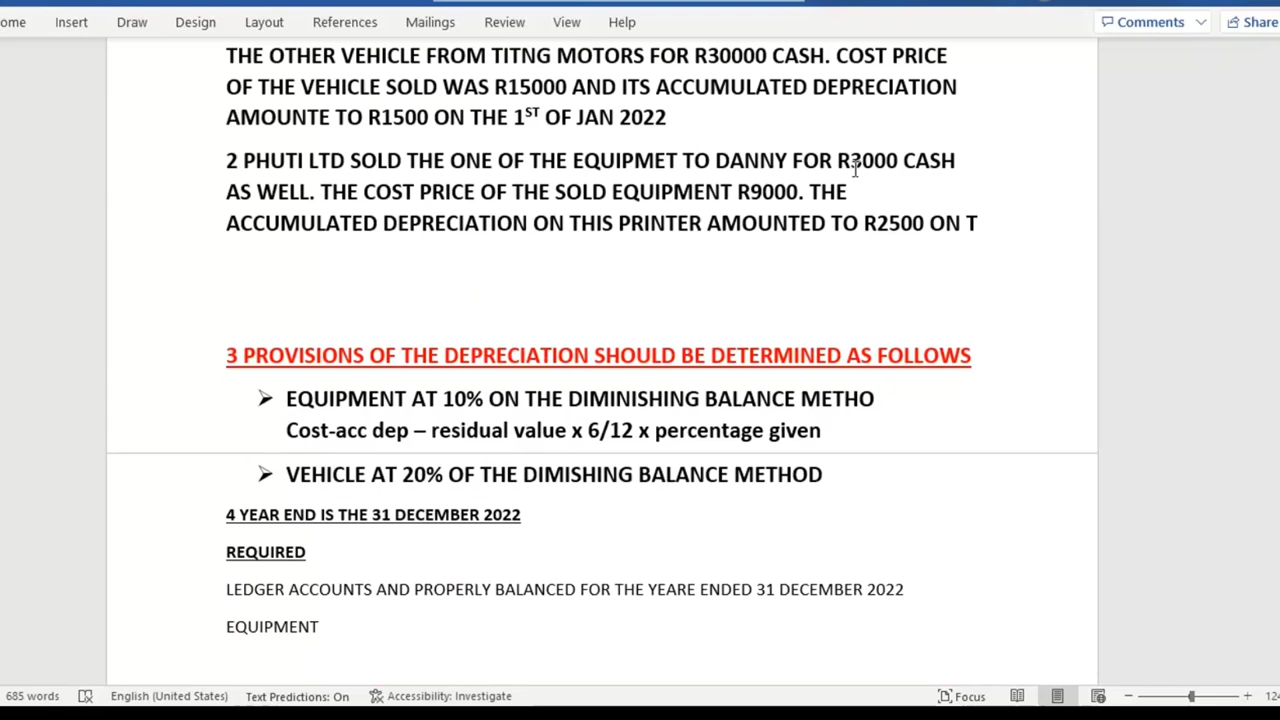 ome Insert Draw Design Layout References Mailings Review View Help Comments Share
THE OTHER VEHICLE FROM TITNG MOTORS FOR R30000 CASH. COST PRICE
OF THE VEHICLE SOLD WAS R15000 AND ITS ACCUMULATED DEPRECIATION
AMOUNTE TO R1500 ON THE 1ST OF JAN 2022
2 PHUTI LTD SOLD THE ONE OF THE EQUIPMET TO DANNY FOR R3000 CASH
AS WELL. THE COST PRICE OF THE SOLD EQUIPMENT R9000. THE
ACCUMULATED DEPRECIATION ON THIS PRINTER AMOUNTED TO R2500 ON T
3 PROVISIONS OF THE DEPRECIATION SHOULD BE DETERMINED AS FOLLOWS
➢ EQUIPMENT AT 10% ON THE DIMINISHING BALANCE METHO
Cost-acc dep – residual value x 6/12 x percentage given
➢ VEHICLE AT 20% OF THE DIMISHING BALANCE METHOD
4 YEAR END IS THE 31 DECEMBER 2022
REQUIRED
LEDGER ACCOUNTS AND PROPERLY BALANCED FOR THE YEARE ENDED 31 DECEMBER 2022
EQUIPMENT
685 words English (United States) Text Predictions: On Accessibility: Investigate Focus 124